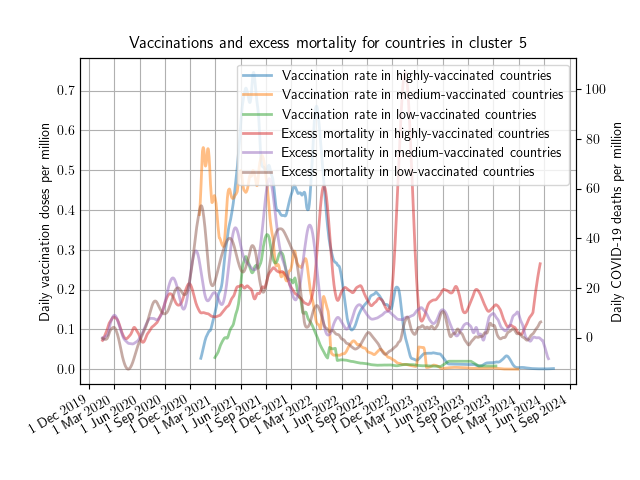 Vaccinations and excess mortality for countries in cluster 5
Vaccination rate in highly-vaccinated countries
Vaccination rate in medium-vaccinated countries
Vaccination rate in low-vaccinated countries
Excess mortality in highly-vaccinated countries
Excess mortality in medium-vaccinated countries
Excess mortality in low-vaccinated countries
Daily vaccination doses per million
0.7
0.6
0.5
0.4
0.3
0.2
0.1
0.0
Daily COVID-19 deaths per million
100
80
60
40
20
0
1 Dec 2019
1 Mar 2020
1 Jun 2020
1 Sep 2020
1 Dec 2020
1 Mar 2021
1 Jun 2021
1 Sep 2021
1 Dec 2021
1 Mar 2022
1 Jun 2022
1 Sep 2022
1 Dec 2022
1 Mar 2023
1 Jun 2023
1 Sep 2023
1 Dec 2023
1 Mar 2024
1 Jun 2024
1 Sep 2024